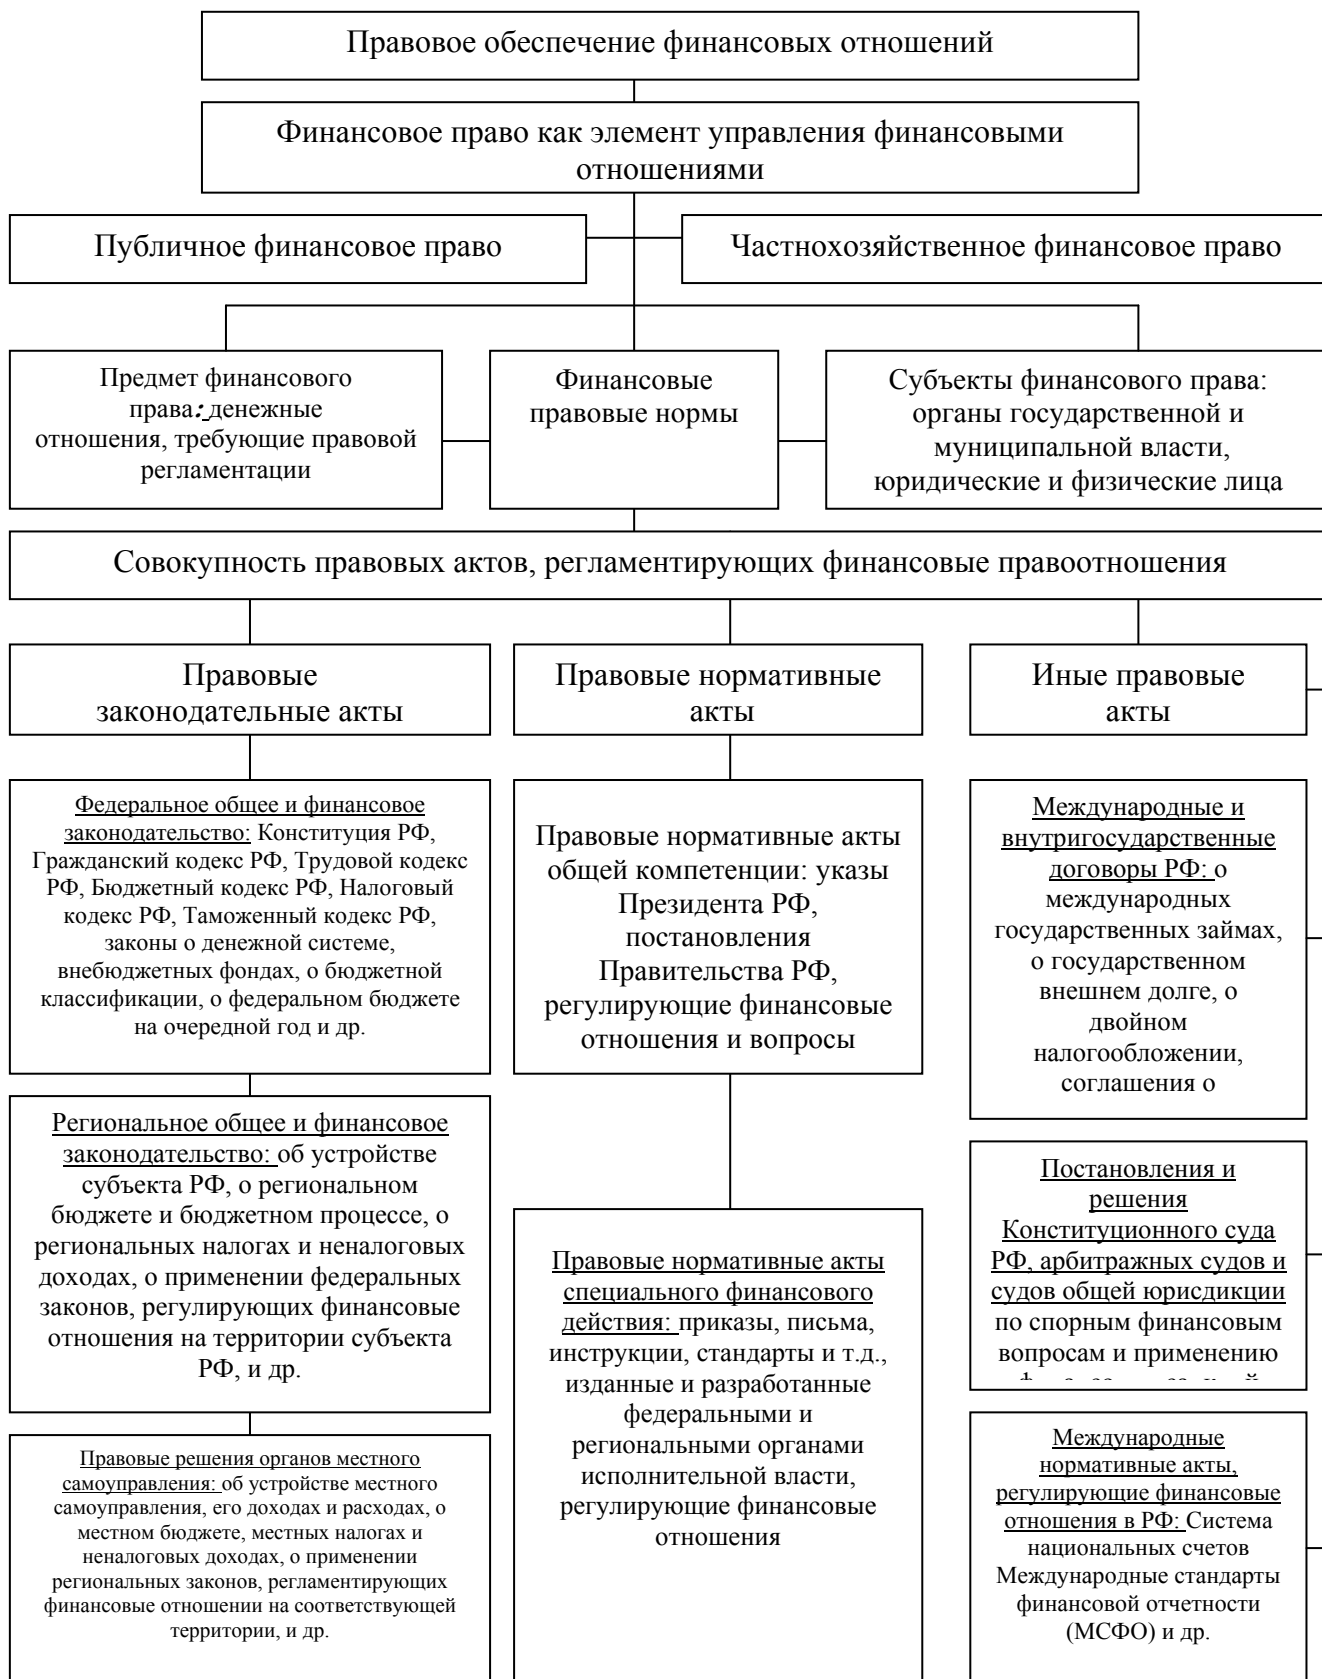 Правовое обеспечение финансовых отношений
Финансовое право как элемент управления финансовыми
отношениями
Публичное финансовое право
Частнохозяйственное финансовое право
Предмет финансового
права: денежные
отношения, требующие правовой
регламентации
Финансовые
правовые нормы
Субъекты финансового права:
органы государственной и
муниципальной власти,
юридические и физические лица
Совокупность правовых актов, регламентирующих финансовые правоотношения
Правовые
законодательные акты
Правовые нормативные
акты
Иные правовые
акты
Федеральное общее и финансовое
законодательство: Конституция РФ,
Гражданский кодекс РФ, Трудовой кодекс
РФ, Бюджетный кодекс РФ, Налоговый
кодекс РФ, Таможенный кодекс РФ,
законы о денежной системе,
внебюджетных фондах, о бюджетной
классификации, о федеральном бюджете
на очередной год и др.
Региональное общее и финансовое
законодательство: об устройстве
субъекта РФ, о региональном
бюджете и бюджетном процессе, о
региональных налогах и неналоговых
доходах, о применении федеральных
законов, регулирующих финансовые
отношения на территории субъекта
РФ, и др.
Правовые решения органов местного
самоуправления: об устройстве местного
самоуправления, его доходах и расходах, о
местном бюджете, местных налогах и
неналоговых доходах, о применении
региональных законов, регламентирующих
финансовые отношении на соответствующей
территории, и др.
Правовые нормативные акты
общей компетенции: указы
Президента РФ,
постановления
Правительства РФ,
регулирующие финансовые
отношения и вопросы
Правовые нормативные акты
специального финансового
действия: приказы, письма,
инструкции, стандарты и т.д.,
изданные и разработанные
федеральными и
региональными органами
исполнительной власти,
регулирующие финансовые
отношения
Международные и
внутригосударственные
договоры РФ: о
международных
государственных займах,
о государственном
внешнем долге, о
двойном
налогообложении,
соглашения о
Постановления и
решения
Конституционного суда
РФ, арбитражных судов и
судов общей юрисдикции
по спорным финансовым
вопросам и применению
Международные
нормативные акты,
регулирующие финансовые
отношения в РФ: Система
национальных счетов
Международные стандарты
финансовой отчетности
(МСФО) и др.